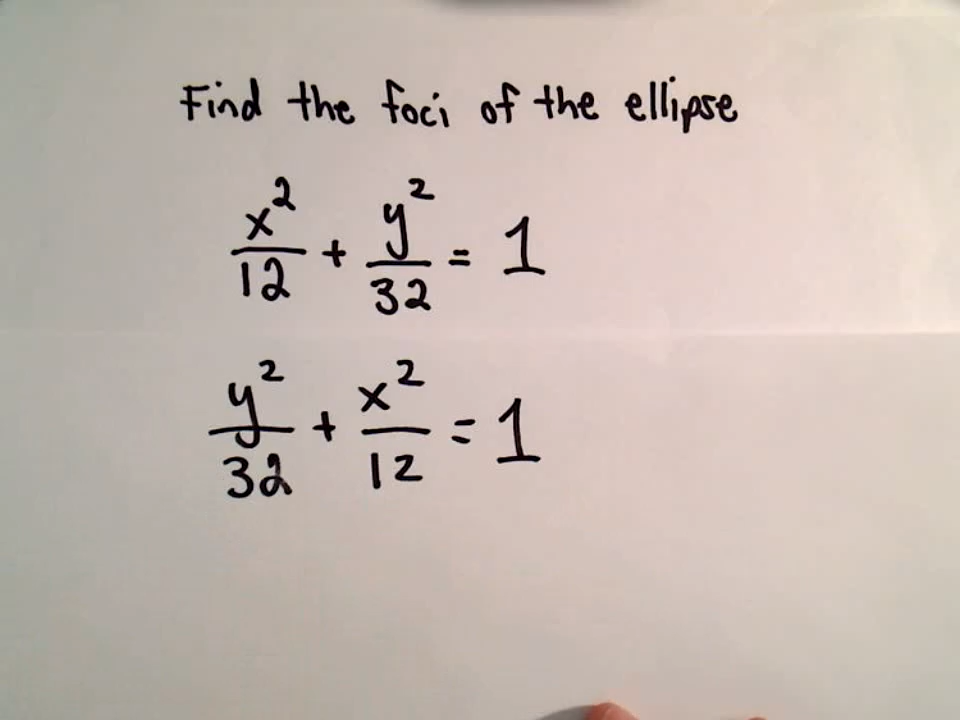 Find the foci of the ellipse
x²/12 + y²/32 = 1
y²/32 + x²/12 = 1